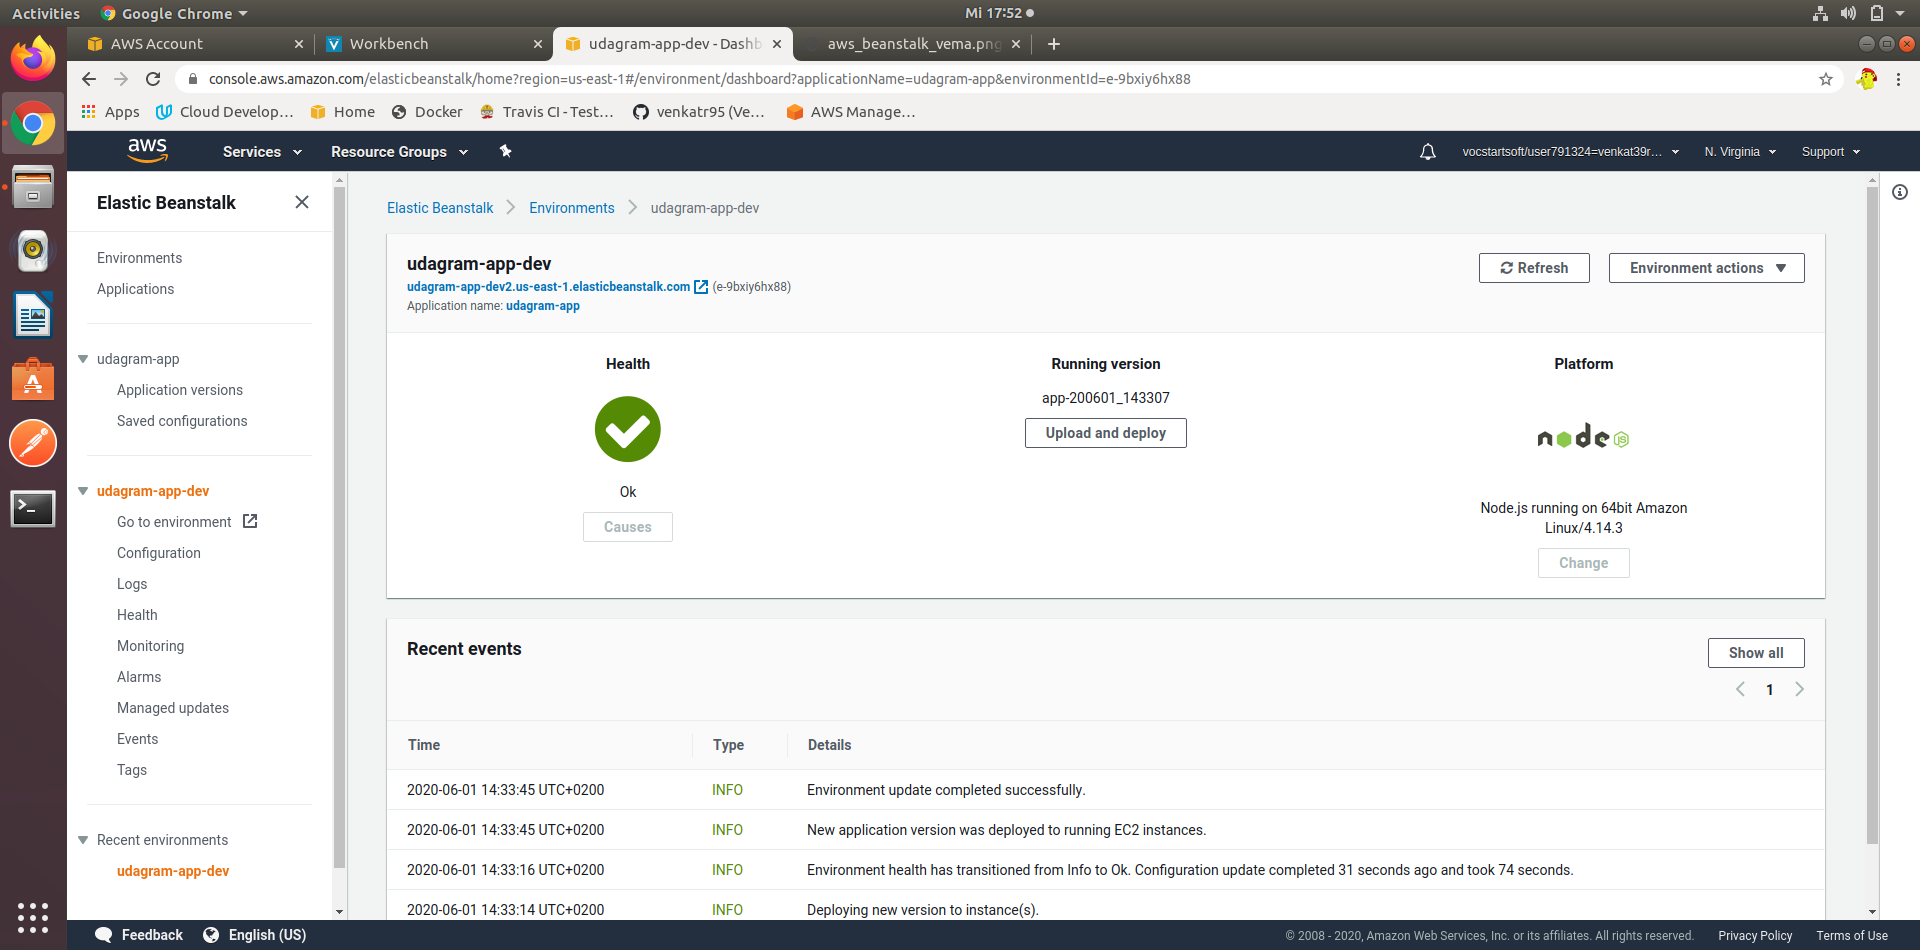 Activities
Google Chrome
Mi 17:52
AWS Account
Workbench
udagram-app-dev - Dashb
aws_beanstalk_vema.png
console.aws.amazon.com/elasticbeanstalk/home?region=us-east-1#/environment/dashboard?applicationName=udagram-app&environmentId=e-9bxiy6hx88
Apps
Cloud Develop...
Home
Docker
Travis CI - Test...
venkatr95 (Ve...
AWS Manage...
aws
Services
Resource Groups
vocstartsoft/user791324=venkat39r...
N. Virginia
Support
Elastic Beanstalk
Environments
Applications
udagram-app
Application versions
Saved configurations
udagram-app-dev
Go to environment
Configuration
Logs
Health
Monitoring
Alarms
Managed updates
Events
Tags
Recent environments
udagram-app-dev
Elastic Beanstalk
Environments
udagram-app-dev
udagram-app-dev
udagram-app-dev2.us-east-1.elasticbeanstalk.com (e-9bxiy6hx88)
Application name: udagram-app
Refresh
Environment actions
Health
Ok
Causes
Running version
app-200601_143307
Upload and deploy
Platform
node JS
Node.js running on 64bit Amazon
Linux/4.14.3
Change
Recent events
Show all
1
Time Type Details
2020-06-01 14:33:45 UTC+0200 INFO Environment update completed successfully.
2020-06-01 14:33:45 UTC+0200 INFO New application version was deployed to running EC2 instances.
2020-06-01 14:33:16 UTC+0200 INFO Environment health has transitioned from Info to Ok. Configuration update completed 31 seconds ago and took 74 seconds.
2020-06-01 14:33:14 UTC+0200 INFO Deploying new version to instance(s).
Feedback
English (US)
© 2008 - 2020, Amazon Web Services, Inc. or its affiliates. All rights reserved.
Privacy Policy
Terms of Use